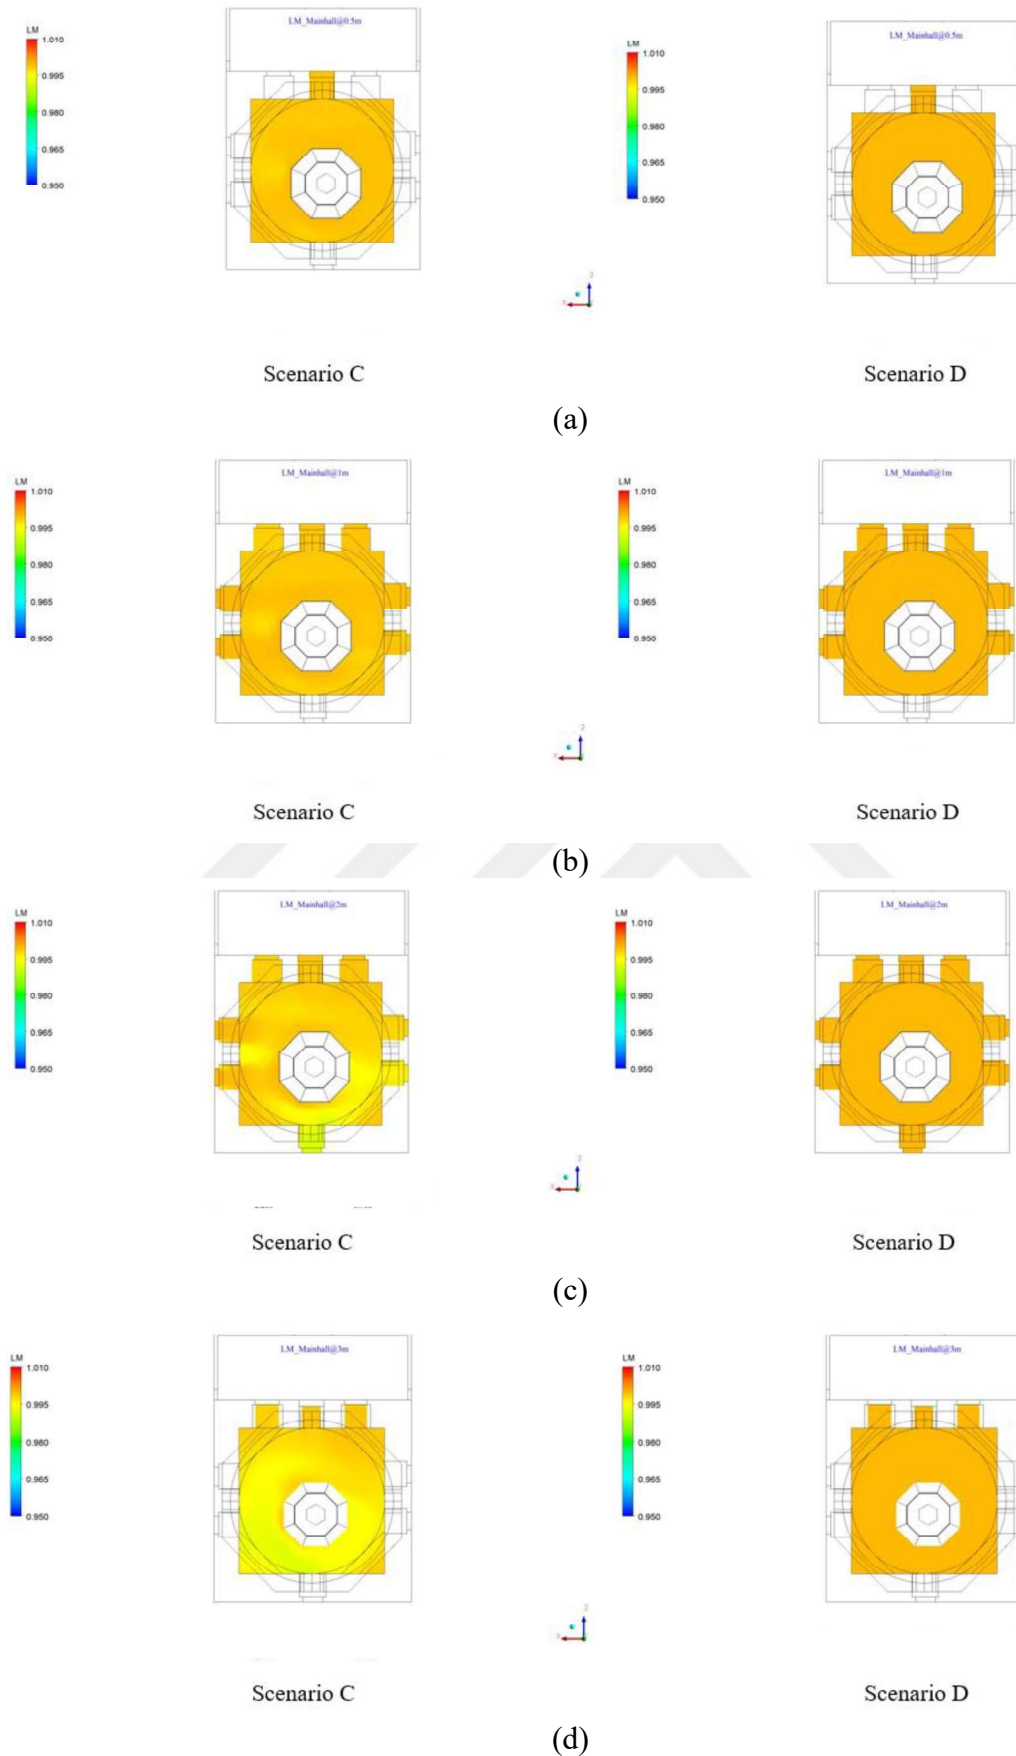 LM_Mainhall@0.5m
LM
1.010
0.995
0.980
0.965
0.950
LM_Mainhall@0.5m
LM
1.010
0.995
0.980
0.965
0.950
Z
Scenario C
Scenario D
(a)
LM_Mainhall@1m
LM
1.010
0.995
0.980
0.965
0.950
LM_Mainhall@1m
LM
1.010
0.995
0.980
0.965
0.950
Z
Scenario C
Scenario D
(b)
LM_Mainhall@2m
LM
1.010
0.995
0.980
0.965
0.950
LM_Mainhall@2m
LM
1.010
0.995
0.980
0.965
0.950
Z
X
Scenario C
Scenario D
(c)
LM_Mainhall@3m
LM
1.010
0.995
0.980
0.965
0.950
LM_Mainhall@3m
LM
1.010
0.995
0.980
0.965
0.950
Z
X
Scenario C
Scenario D
(d)